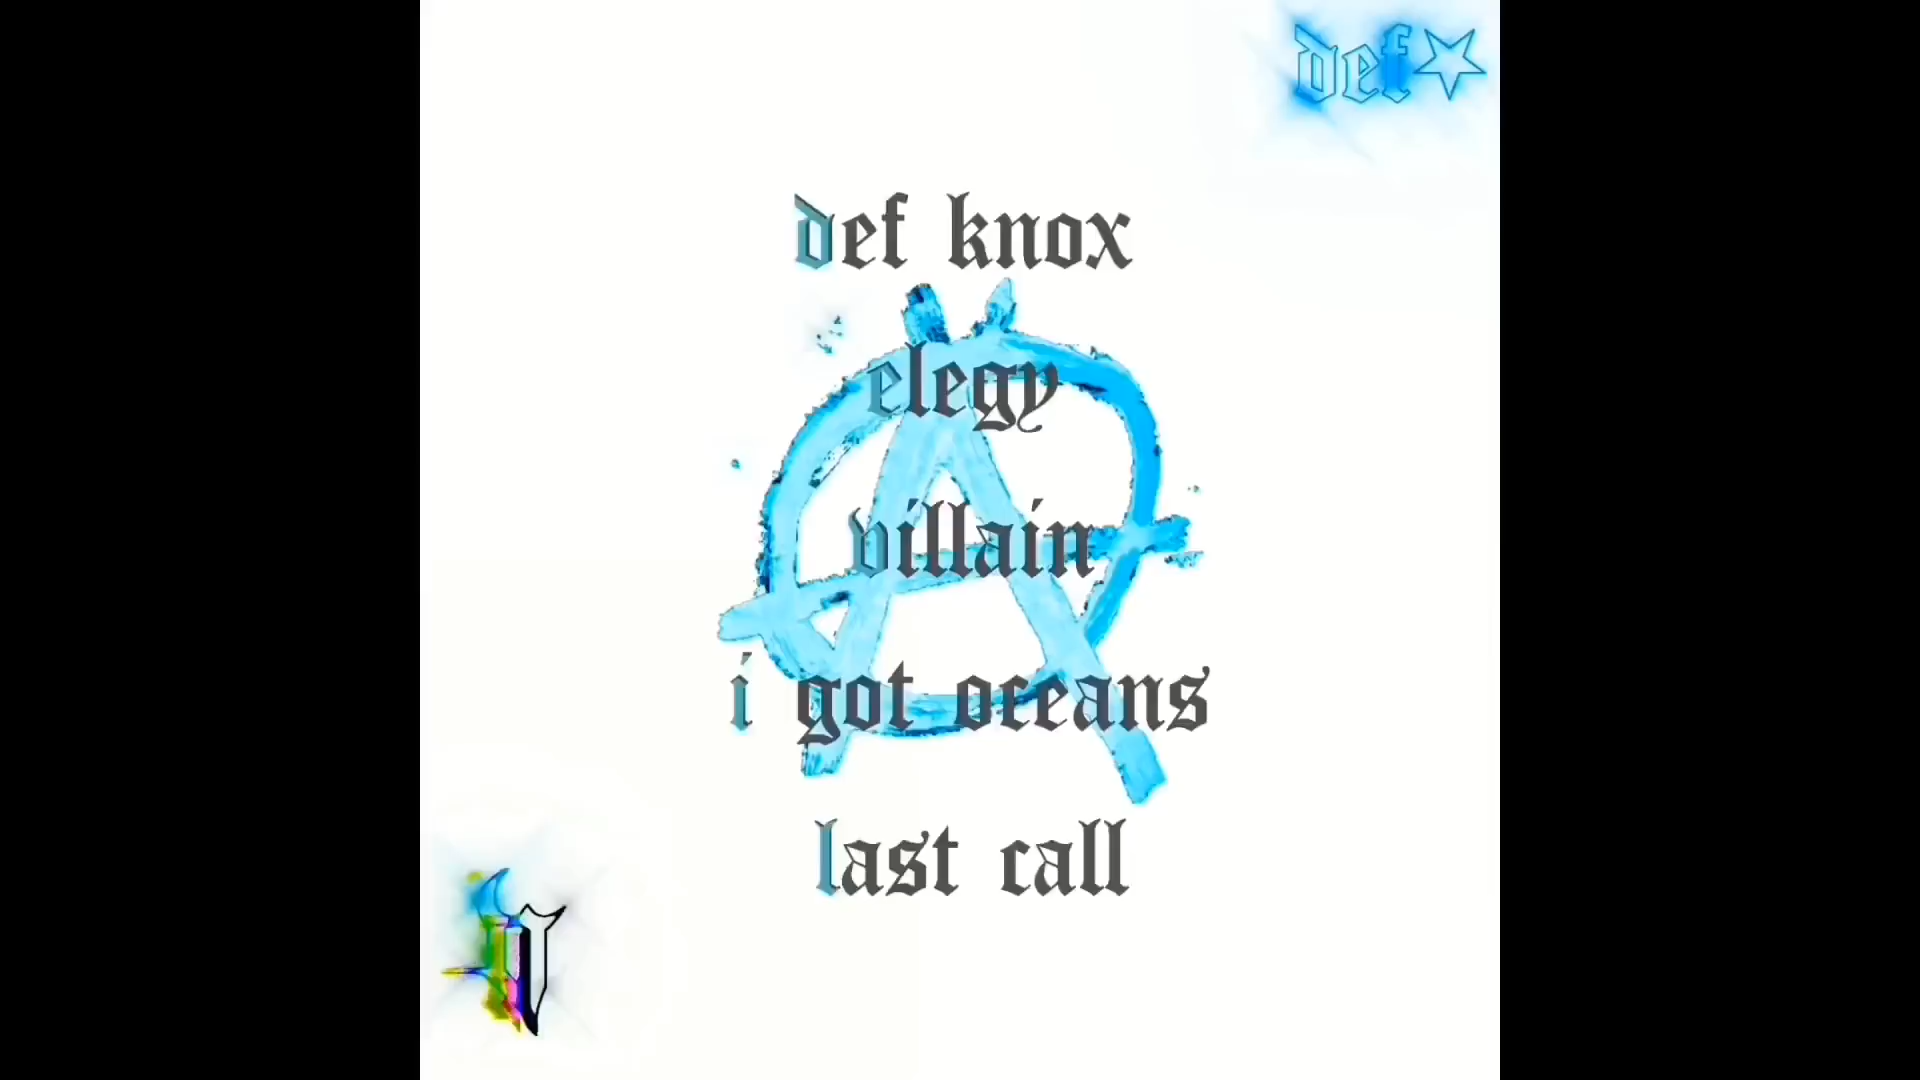 def☆
def knox
elegy
villain
i got oceans
last call